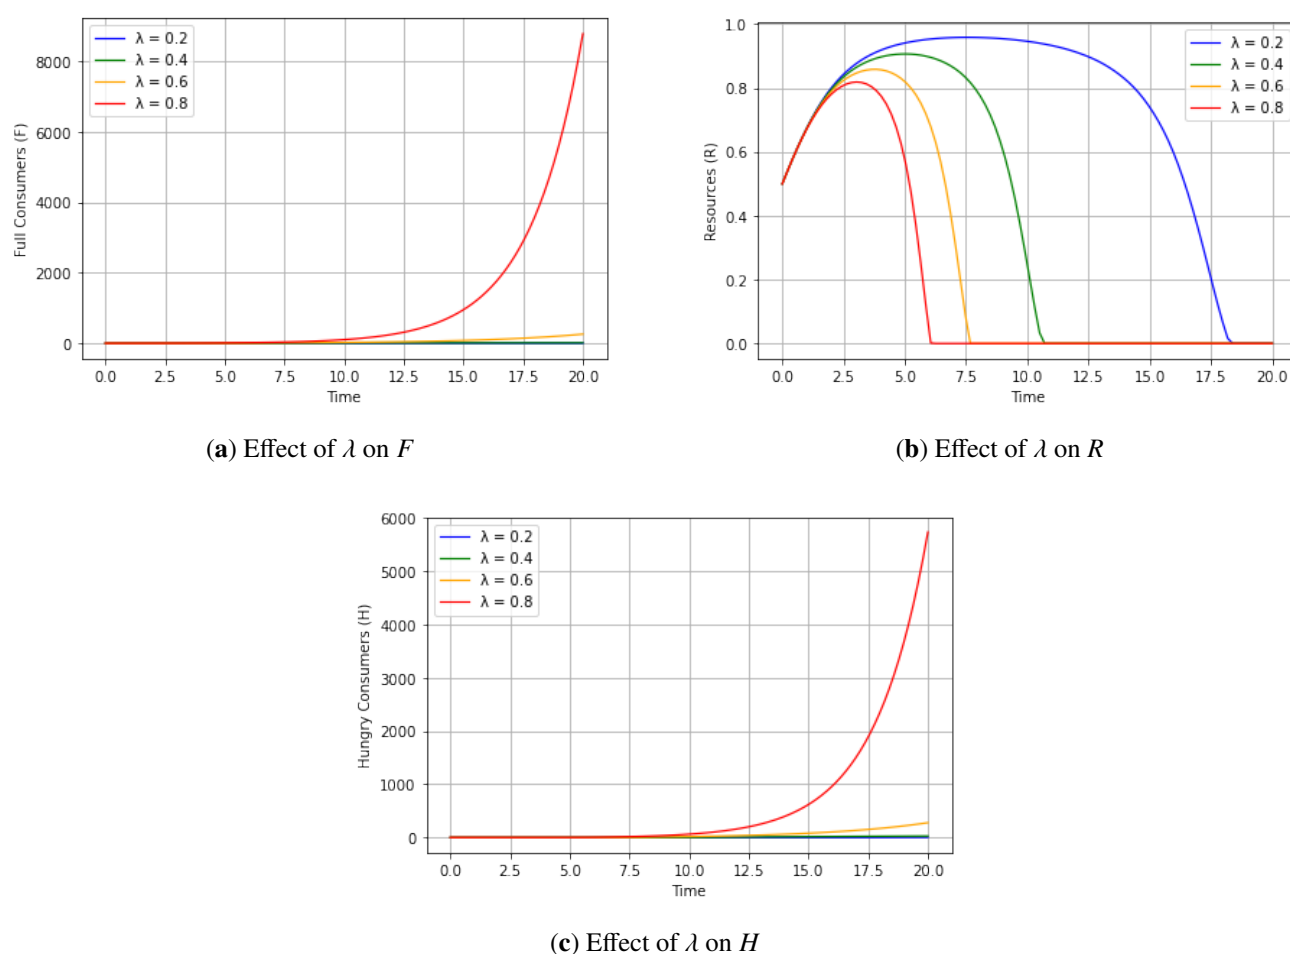 λ = 0.2
λ = 0.4
λ = 0.6
λ = 0.8
8000
6000
4000
2000
0
Full Consumers (F)
0.0 2.5 5.0 7.5 10.0 12.5 15.0 17.5 20.0
Time
(a) Effect of λ on F
λ = 0.2
λ = 0.4
λ = 0.6
λ = 0.8
1.0
0.8
0.6
0.4
0.2
0.0
Resources (R)
0.0 2.5 5.0 7.5 10.0 12.5 15.0 17.5 20.0
Time
(b) Effect of λ on R
λ = 0.2
λ = 0.4
λ = 0.6
λ = 0.8
6000
5000
4000
3000
2000
1000
0
Hungry Consumers (H)
0.0 2.5 5.0 7.5 10.0 12.5 15.0 17.5 20.0
Time
(c) Effect of λ on H